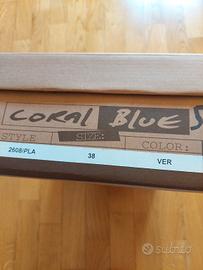 CORAL BLUE S
STYLE SIZE: COLOR:
2608/PLA 38 VER
subito